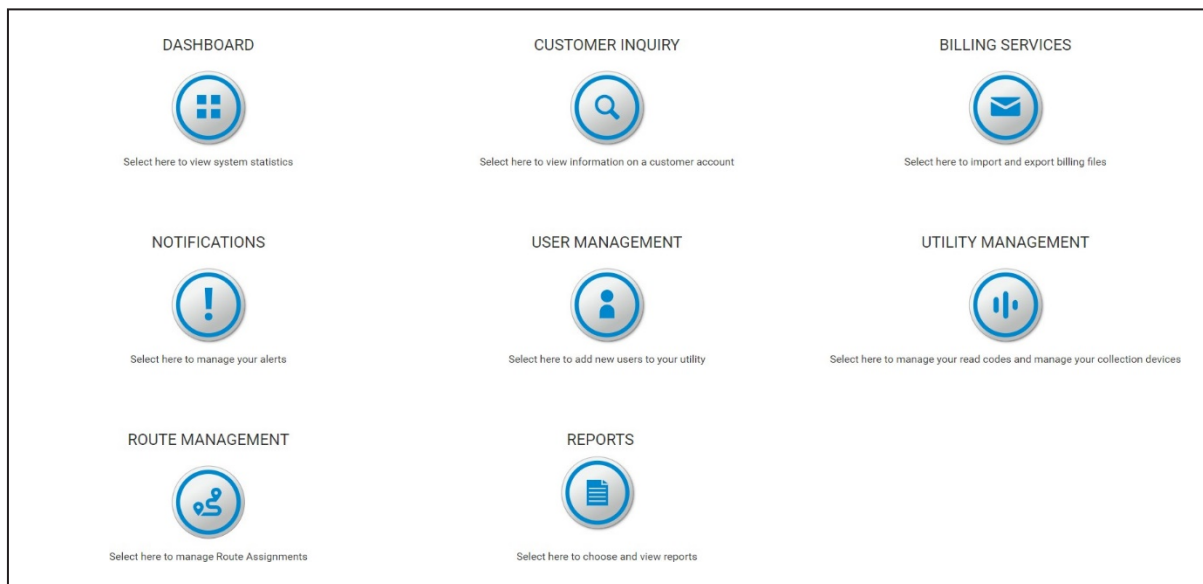 DASHBOARD
CUSTOMER INQUIRY
BILLING SERVICES
Select here to view system statistics
Select here to view information on a customer account
Select here to import and export billing files
NOTIFICATIONS
USER MANAGEMENT
UTILITY MANAGEMENT
Select here to manage your alerts
Select here to add new users to your utility
Select here to manage your read codes and manage your collection devices
ROUTE MANAGEMENT
REPORTS
Select here to manage Route Assignments
Select here to choose and view reports